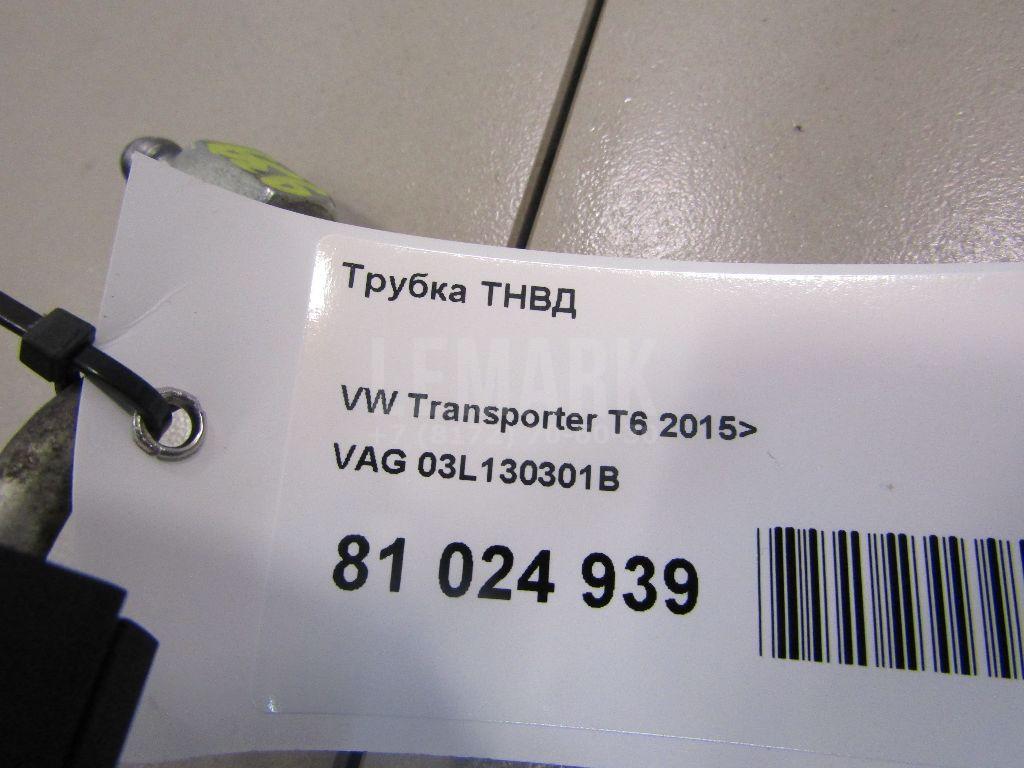 Трубка ТНВД
LEMARK
VW Transporter T6 2015>
VAG 03L130301B
81 024 939